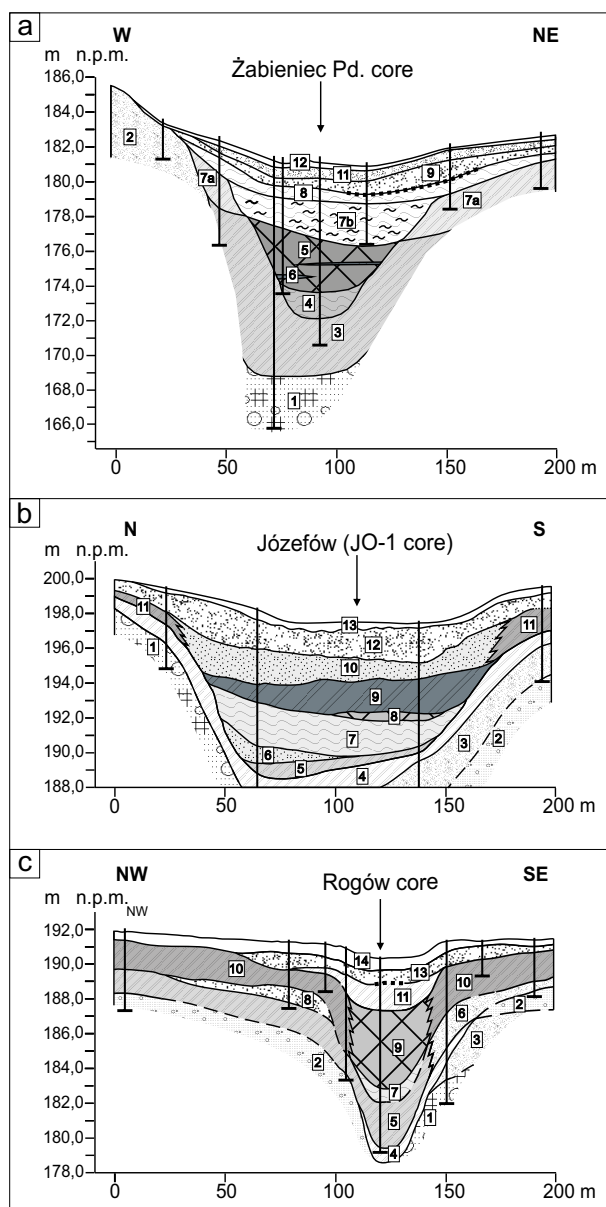 a
W
NE
m n.p.m.
Żabieniec Pd. core
186,0
184,0
182,0
180,0
178,0
176,0
174,0
172,0
170,0
168,0
166,0
2
12
11
9
7a
8
7a
7b
5
6
4
3
1
0 50 100 150 200 m
b
N
S
m n.p.m.
Józefów (JO-1 core)
200,0
198,0
196,0
194,0
192,0
190,0
188,0
11
13
11
1
12
10
9
8
7
3
2
6
5
4
0 50 100 150 200 m
c
NW
SE
m n.p.m.
NW
Rogów core
192,0
190,0
188,0
186,0
184,0
182,0
180,0
178,0
14
13
10
10
11
8
6
2
2
9
3
7
5
1
4
0 50 100 150 200 m